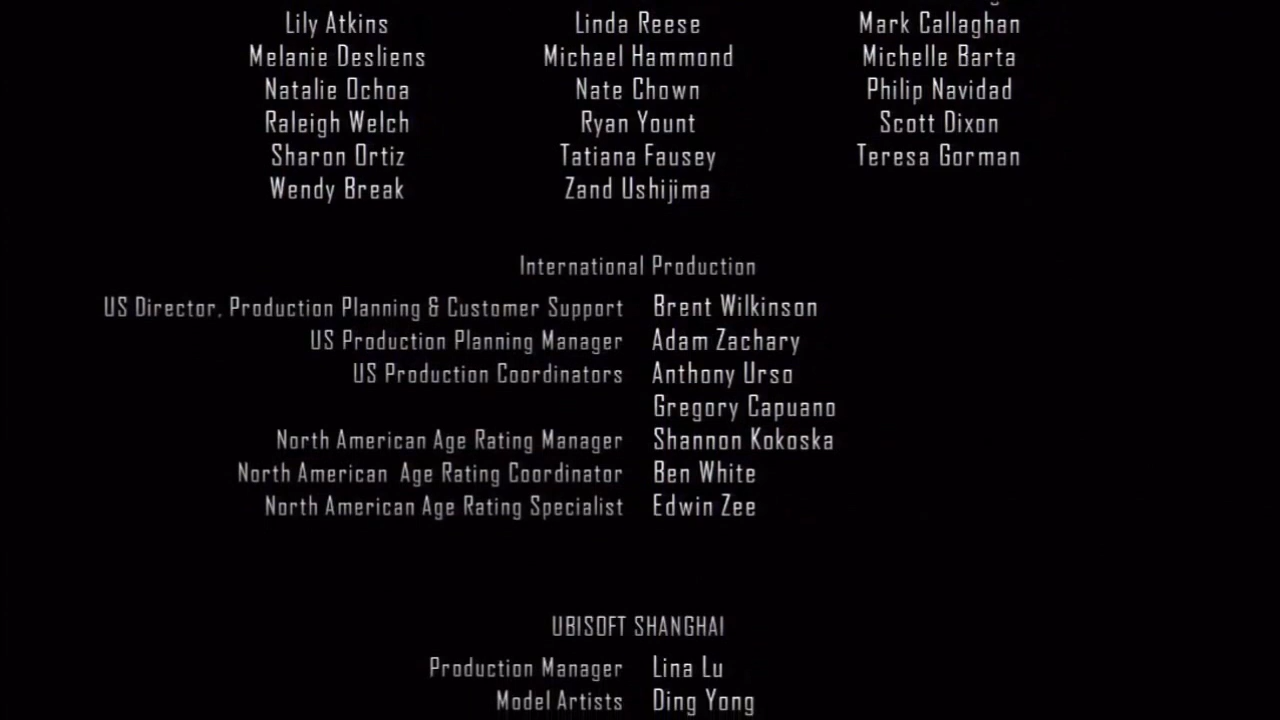 Lily Atkins Linda Reese Mark Callaghan
Melanie Desliens Michael Hammond Michelle Barta
Natalie Ochoa Nate Chown Philip Navidad
Raleigh Welch Ryan Yount Scott Dixon
Sharon Ortiz Tatiana Fausey Teresa Gorman
Wendy Break Zand Ushijima
International Production
US Director, Production Planning & Customer Support Brent Wilkinson
US Production Planning Manager Adam Zachary
US Production Coordinators Anthony Urso
Gregory Capuano
North American Age Rating Manager Shannon Kokoska
North American Age Rating Coordinator Ben White
North American Age Rating Specialist Edwin Zee
UBISOFT SHANGHAI
Production Manager Lina Lu
Model Artists Ding Yong